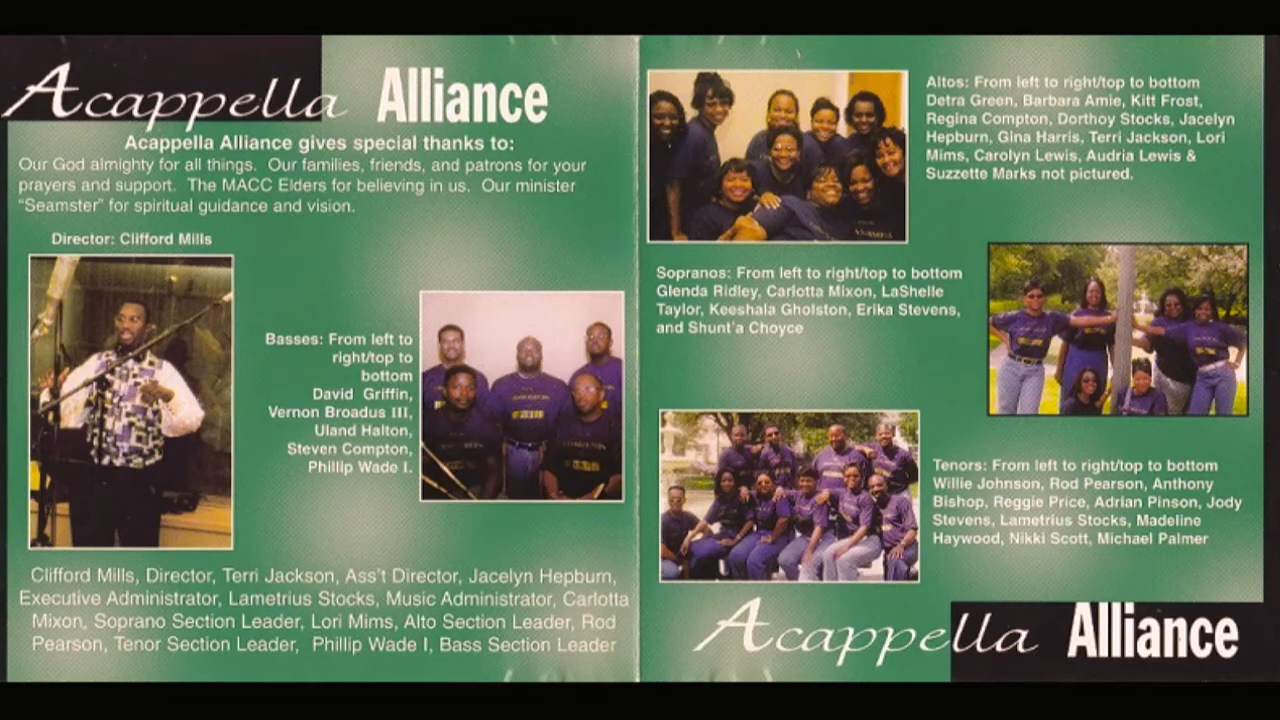 Acappella Alliance
Acappella Alliance gives special thanks to:
Our God almighty for all things. Our families, friends, and patrons for your
prayers and support. The MACC Elders for believing in us. Our minister
"Seamster" for spiritual guidance and vision.
Director: Clifford Mills
Basses: From left to
right/top to
bottom
David Griffin,
Vernon Broadus III,
Uland Halton,
Steven Compton,
Phillip Wade I.
Clifford Mills, Director, Terri Jackson, Ass't Director, Jacelyn Hepburn,
Executive Administrator, Lametrius Stocks, Music Administrator, Carlotta
Mixon, Soprano Section Leader, Lori Mims, Alto Section Leader, Rod
Pearson, Tenor Section Leader, Phillip Wade I, Bass Section Leader
Altos: From left to right/top to bottom
Detra Green, Barbara Amie, Kitt Frost,
Regina Compton, Dorthoy Stocks, Jacelyn
Hepburn, Gina Harris, Terri Jackson, Lori
Mims, Carolyn Lewis, Audria Lewis &
Suzzette Marks not pictured.
Sopranos: From left to right/top to bottom
Glenda Ridley, Carlotta Mixon, LaShelle
Taylor, Keeshala Gholston, Erika Stevens,
and Shunt'a Choyce
Tenors: From left to right/top to bottom
Willie Johnson, Rod Pearson, Anthony
Bishop, Reggie Price, Adrian Pinson, Jody
Stevens, Lametrius Stocks, Madeline
Haywood, Nikki Scott, Michael Palmer
Acappella Alliance